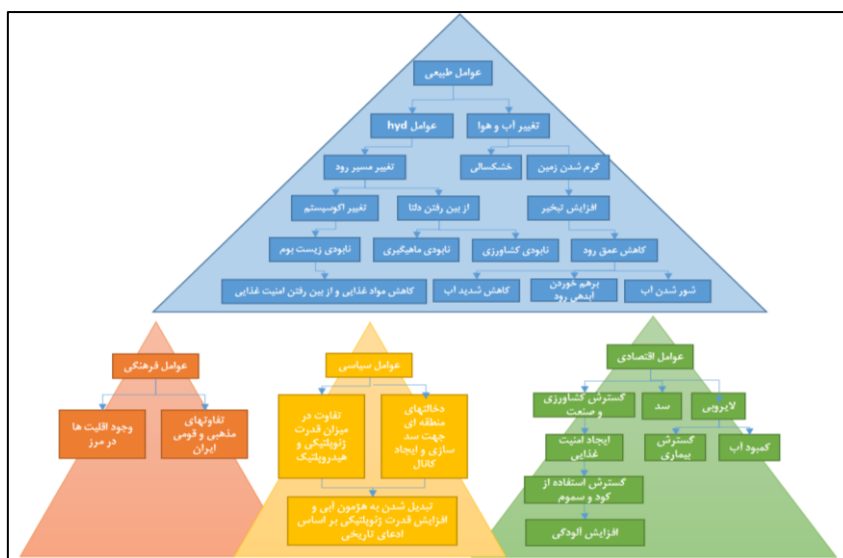 عوامل طبیعی
تغییر آب و هوا
عوامل hyd
گرم شدن زمین
خشکسالی
تغییر مسیر رود
افزایش تبخیر
از بین رفتن دلتا
تغییر اکوسیستم
کاهش عمق رود
نابودی کشاورزی
نابودی ماهیگیری
نابودی زیست بوم
شور شدن آب
برهم خوردن
آبدهی رود
کاهش شدید آب
کاهش مواد غذایی و از بین رفتن امنیت غذایی
عوامل اقتصادی
لایروبی
سد
گسترش کشاورزی
و صنعت
کمبود آب
گسترش
بیماری
ایجاد امنیت
غذایی
گسترش استفاده از
کود و سموم
افزایش آلودگی
عوامل سیاسی
دخالتهای
منطقه ای
جهت سد
سازی و ایجاد
کانال
تفاوت در
میزان قدرت
ژئوپلتیکی و
هیدروپلتیک
تبدیل شدن به هژمون آبی و
افزایش قدرت ژئوپلتیکی بر اساس
ادعای تاریخی
عوامل فرهنگی
تفاوتهای
مذهبی و قومی
ایران
وجود اقلیت ها
در مرز